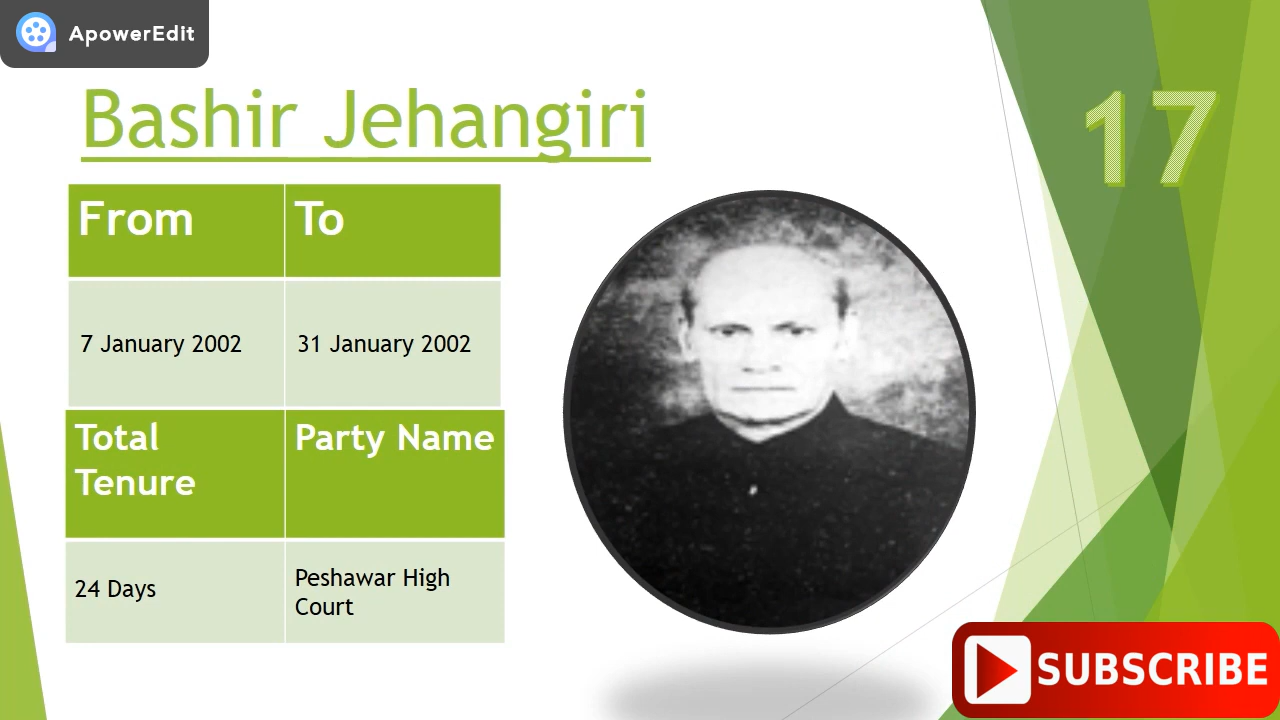 ApowerEdit
Bashir Jehangiri
17
From To
7 January 2002 31 January 2002
Total Party Name
Tenure
24 Days Peshawar High
Court
SUBSCRIBE